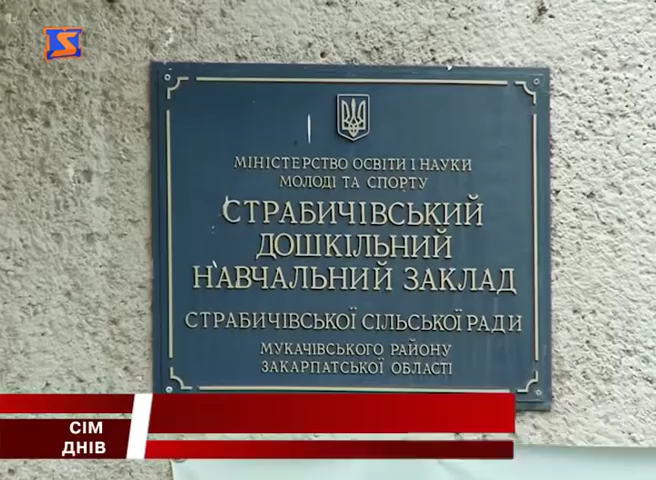 S
МІНІСТЕРСТВО ОСВІТИ І НАУКИ
МОЛОДІ ТА СПОРТУ
СТРАБИЧІВСЬКИЙ
ДОШКІЛЬНИЙ
НАВЧАЛЬНИЙ ЗАКЛАД
СТРАБИЧІВСЬКОЇ СІЛЬСЬКОЇ РАДИ
МУКАЧІВСЬКОГО РАЙОНУ
ЗАКАРПАТСЬКОЇ ОБЛАСТІ
СІМ
ДНІВ